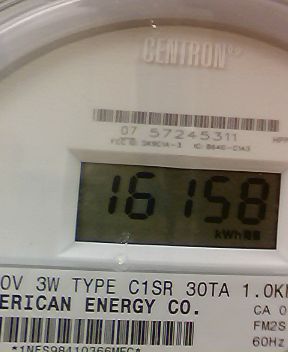 CENTRON
07 57245311
16158
kWh
0V 3W TYPE C1SR 30TA 1.0K
ERICAN ENERGY CO.
CA 0
FM2S
60Hz